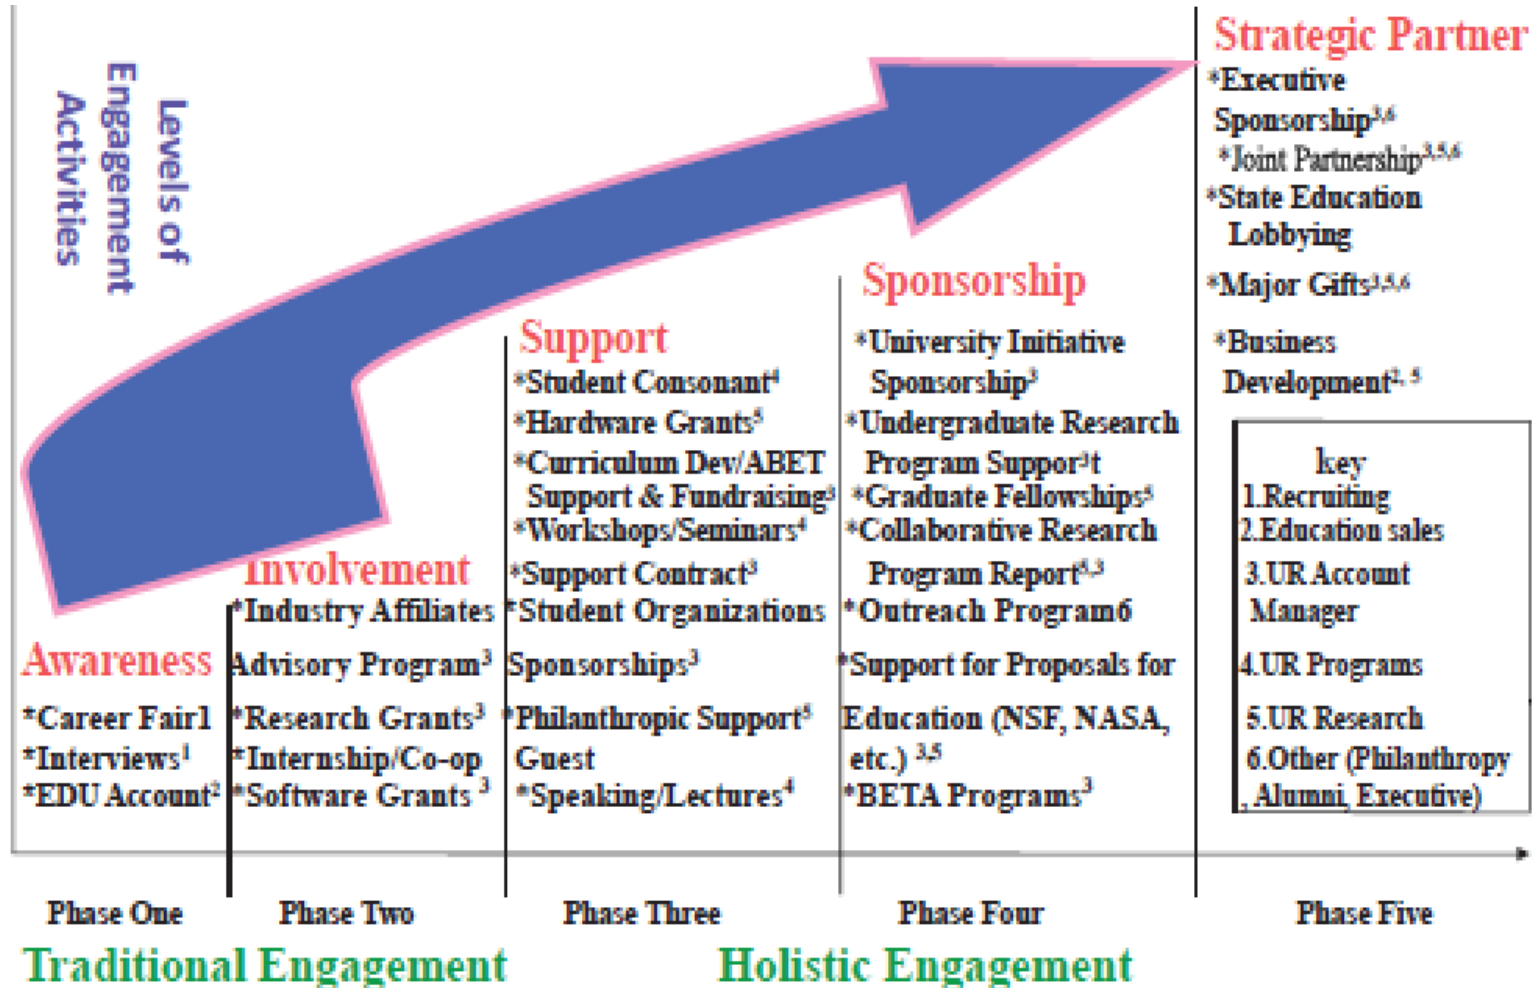 Levels of
Engagement
Activities
Awareness
*Career Fair1
*Interviews¹
*EDU Account²
Involvement
*Industry Affiliates
Advisory Program³
*Research Grants³
*Internship/Co-op
*Software Grants ³
Support
*Student Consonant⁴
*Hardware Grants⁵
*Curriculum Dev/ABET
Support & Fundraising³
*Workshops/Seminars⁴
*Support Contract³
*Student Organizations
Sponsorships³
*Philanthropic Support⁵
Guest
*Speaking/Lectures⁴
Sponsorship
*University Initiative
Sponsorship³
*Undergraduate Research
Program Suppor³t
*Graduate Fellowships⁵
*Collaborative Research
Program Report⁵,³
*Outreach Program6
*Support for Proposals for
Education (NSF, NASA,
etc.) ³,⁵
*BETA Programs³
Strategic Partner
*Executive
Sponsorship³,⁶
*Joint Partnership³,⁵,⁶
*State Education
Lobbying
*Major Gifts³,⁵,⁶
*Business
Development², ⁵
key
1.Recruiting
2.Education sales
3.UR Account
Manager
4.UR Programs
5.UR Research
6.Other (Philanthropy
, Alumni, Executive)
Phase One
Phase Two
Phase Three
Phase Four
Phase Five
Traditional Engagement
Holistic Engagement